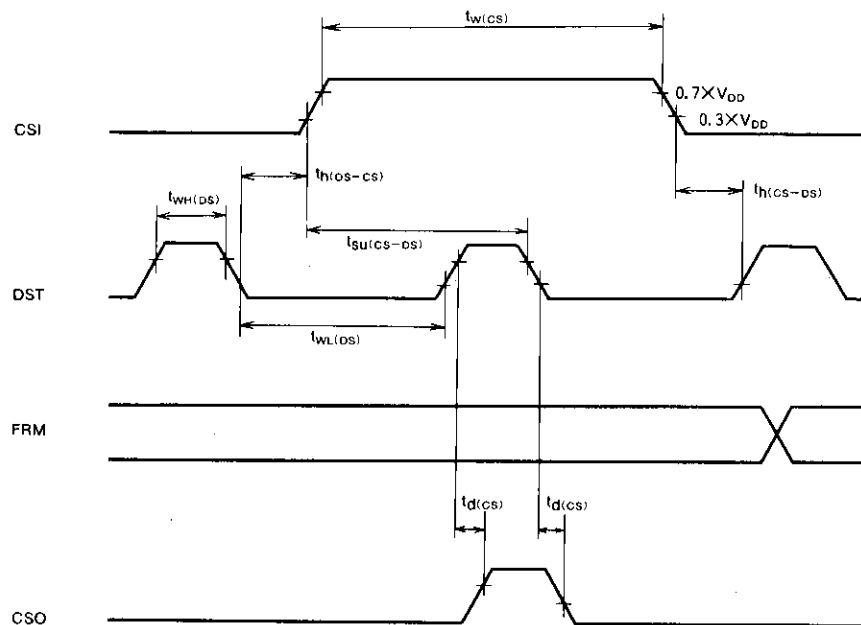 tw(CS)
0.7×VDD
0.3×VDD
CSI
th(DS-CS)
th(CS-DS)
tWH(DS)
tsu(CS-DS)
DST
tWL(DS)
FRM
td(CS) td(CS)
CSO